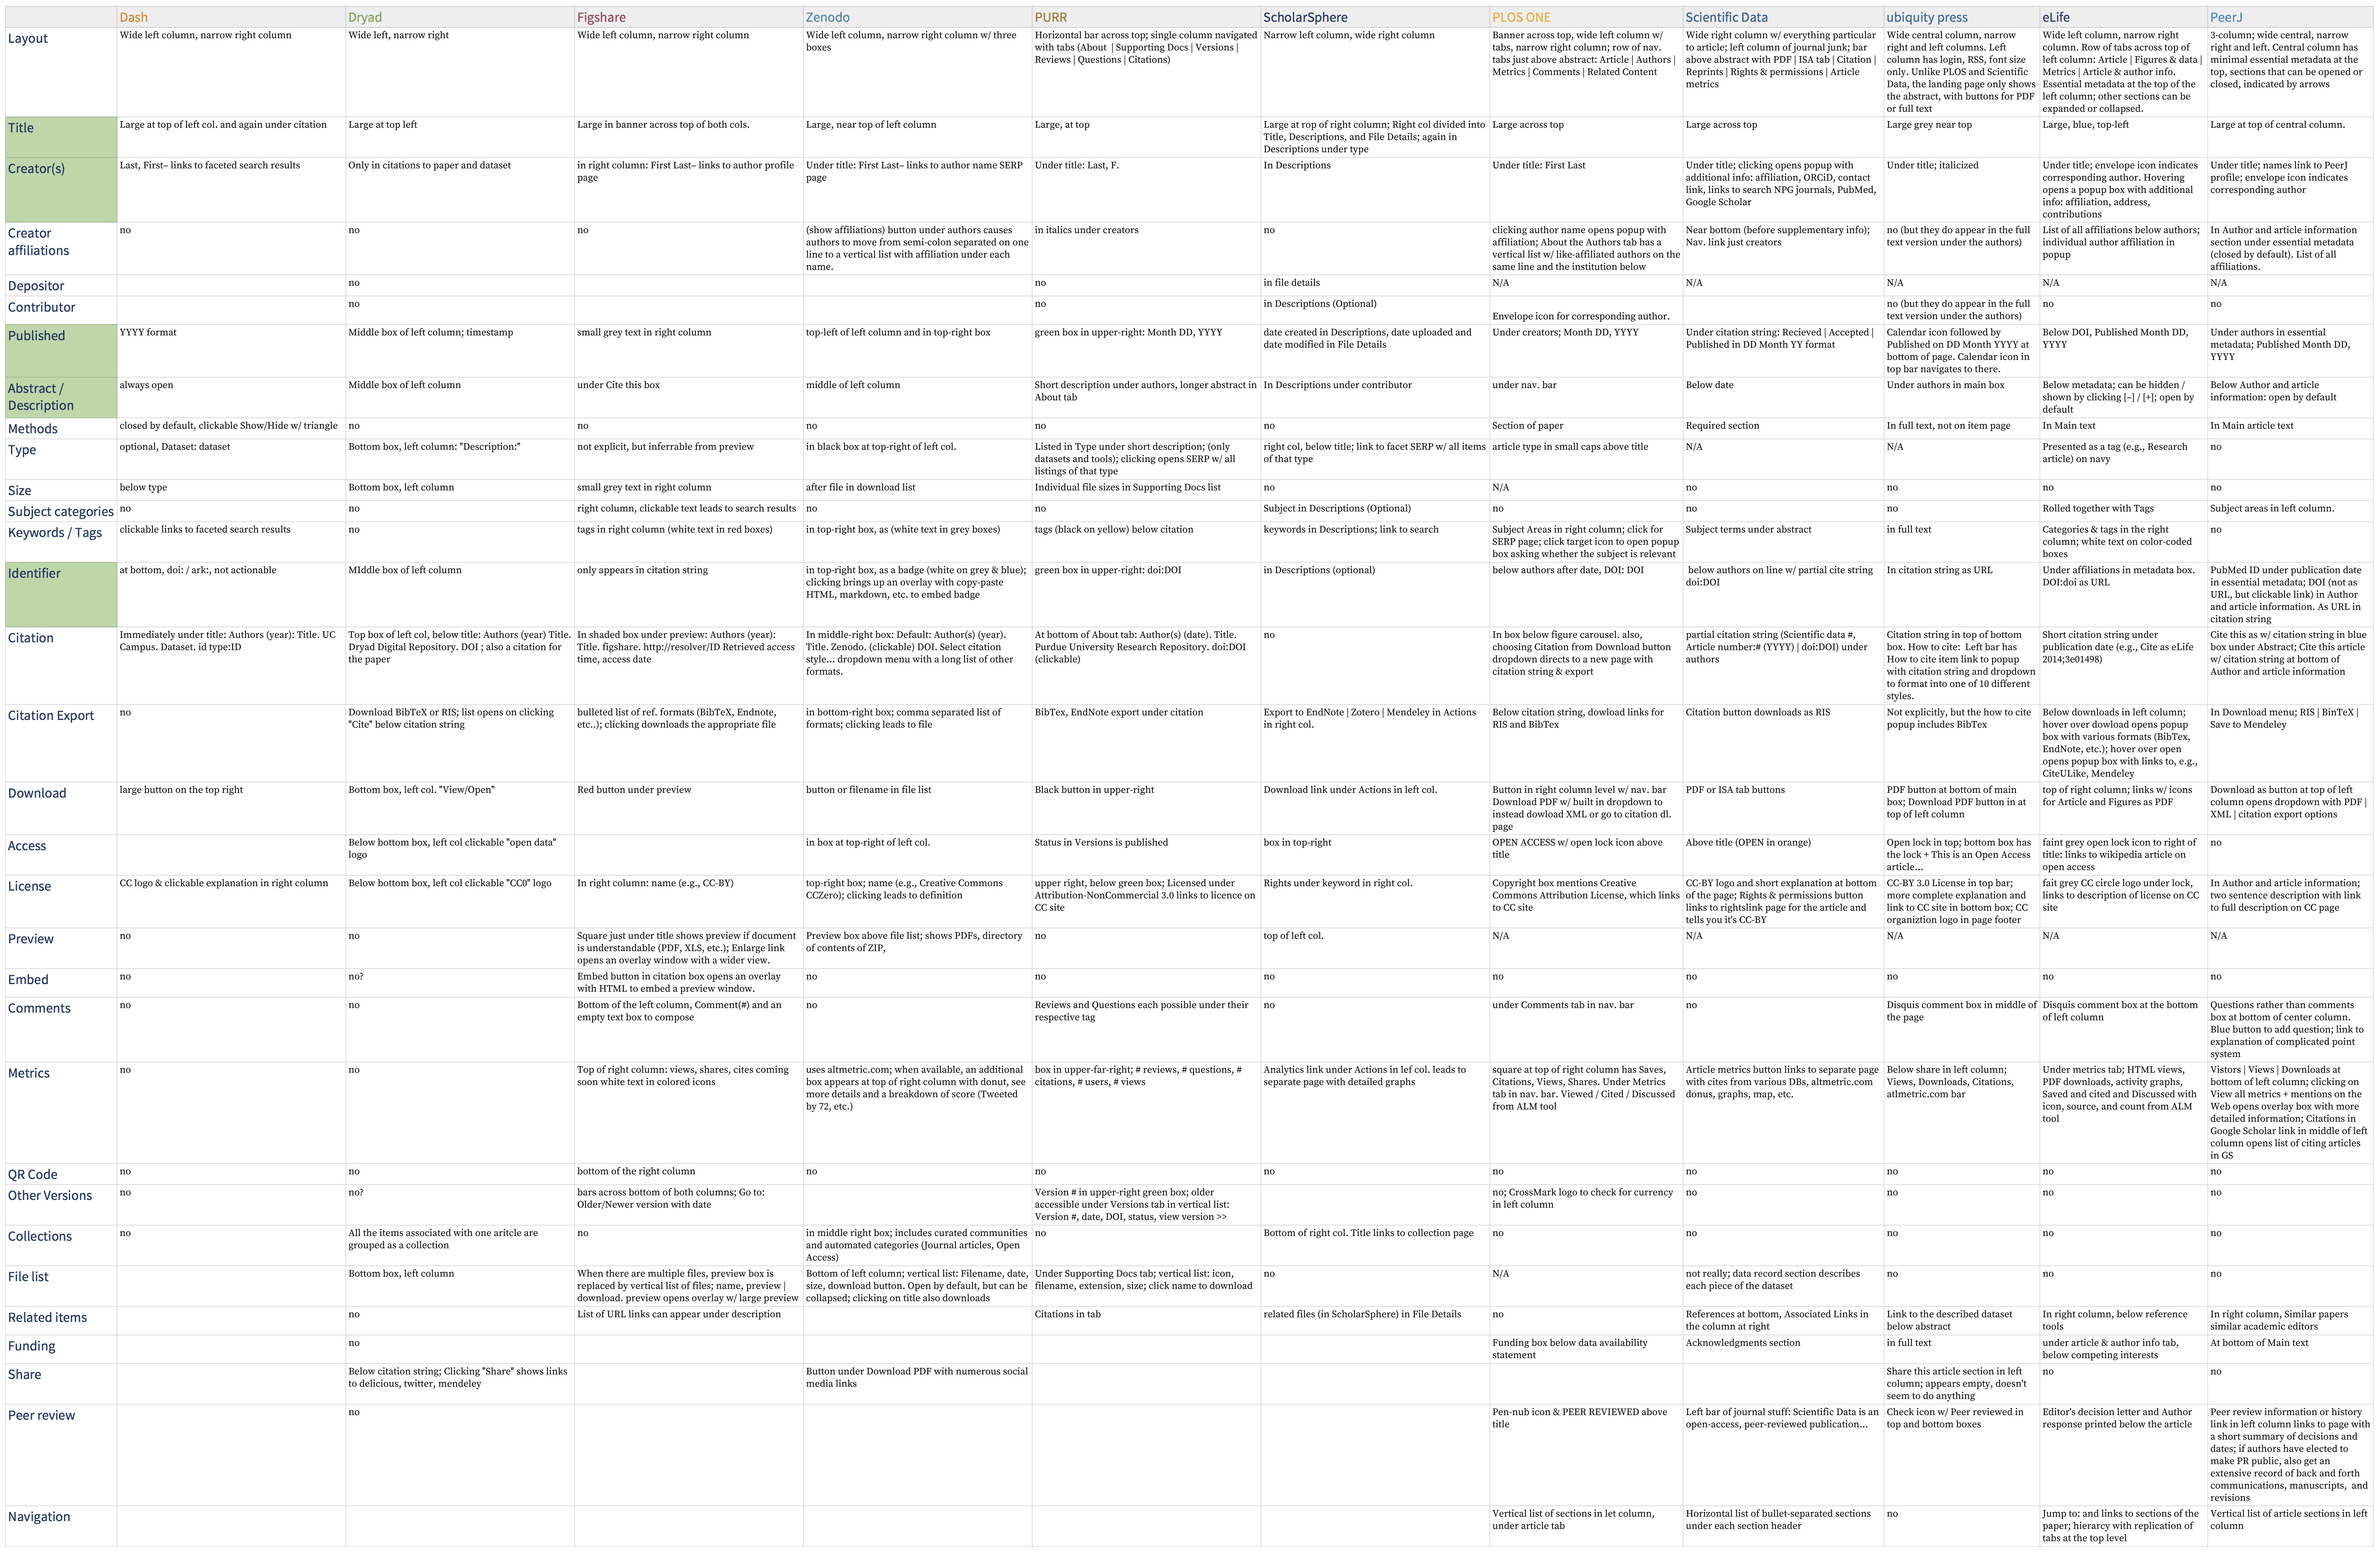 Dash Dryad Figshare Zenodo PURR ScholarSphere PLOS ONE Scientific Data ubiquity press eLife PeerJ
Layout
Wide left column, narrow right column
Wide left, narrow right
Wide left column, narrow right column
Wide left column, narrow right column w/ three
boxes
Horizontal bar across top; single column navigated
with tabs (About | Supporting Docs | Versions |
Reviews | Questions | Citations)
Narrow left column, wide right column
Banner across top, wide left column w/
tabs, narrow right column; row of nav.
tabs just above abstract: Article | Authors |
Metrics | Comments | Related Content
Wide right column w/ everything particular
to article; left column of journal junk; bar
above abstract with PDF | ISA tab | Citation |
Reprints | Rights & permissions | Article
metrics
Wide central column, narrow
right and left columns. Left
column has login, RSS, font size
only. Unlike PLOS and Scientific
Data, the landing page only shows
the abstract, with buttons for PDF
or full text
Wide left column, narrow right
column. Row of tabs across top of
left column: Article | Figures & data |
Metrics | Article & author info.
Essential metadata at the top of the
left column; other sections can be
expanded or collapsed.
3-column; wide central, narrow
right and left. Central column has
minimal essential metadata at the
top, sections that can be opened or
closed, indicated by arrows
Title
Large at top of left col. and again under citation
Large at top left
Large in banner across top of both cols.
Large, near top of left column
Large, at top
Large at rop of right column; Right col divided into
Title, Descriptions, and File Details; again in
Descriptions under type
Large across top
Large across top
Large grey near top
Large, blue, top-left
Large at top of central column.
Creator(s)
Last, First– links to faceted search results
Only in citations to paper and dataset
in right column: First Last– links to author profile
page
Under title: First Last– links to author name SERP
page
Under title: Last, F.
In Descriptions
Under title: First Last
Under title; clicking opens popup with
additional info: affiliation, ORCiD, contact
link, links to search NPG journals, PubMed,
Google Scholar
Under title; italicized
Under title; envelope icon indicates
corresponding author. Hovering
opens a popup box with additional
info: affiliation, address,
contributions
Under title; names link to PeerJ
profile; envelope icon indicates
corresponding author
Creator
affiliations
no
no
no
(show affiliations) button under authors causes
authors to move from semi-colon separated on one
line to a vertical list with affiliation under each
name.
in italics under creators
no
clicking author name opens popup with
affiliation; About the Authors tab has a
vertical list w/ like-affiliated authors on the
same line and the institution below
Near bottom (before supplementary info);
Nav. link just creators
no (but they do appear in the full
text version under the authors)
List of all affiliations below authors;
individual author affiliation in
popup
In Author and article information
section under essential metadata
(closed by default). List of all
affiliations.
Depositor
no
no
in file details
N/A
N/A
N/A
N/A
N/A
Contributor
no
no
in Descriptions (Optional)
Envelope icon for corresponding author.
no (but they do appear in the full
text version under the authors)
no
no
Published
YYYY format
Middle box of left column; timestamp
small grey text in right column
top-left of left column and in top-right box
green box in upper-right: Month DD, YYYY
date created in Descriptions, date uploaded and
date modified in File Details
Under creators; Month DD, YYYY
Under citation string: Recieved | Accepted |
Published in DD Month YY format
Calendar icon followed by
Published on DD Month YYYY at
bottom of page. Calendar icon in
top bar navigates to there.
Below DOI, Published Month DD,
YYYY
Under authors in essential
metadata; Published Month DD,
YYYY
Abstract /
Description
always open
Middle box of left column
under Cite this box
middle of left column
Short description under authors, longer abstract in
About tab
In Descriptions under contributor
under nav. bar
Below date
Under authors in main box
Below metadata; can be hidden /
shown by clicking [–] / [+]; open by
default
Below Author and article
information: open by default
Methods
closed by default, clickable Show/Hide w/ triangle
no
no
no
no
no
Section of paper
Required section
In full text, not on item page
In Main text
In Main article text
Type
optional, Dataset: dataset
Bottom box, left column: "Description:"
not explicit, but inferrable from preview
in black box at top-right of left col.
Listed in Type under short description; (only
datasets and tools); clicking opens SERP w/ all
listings of that type
right col, below title; link to facet SERP w/ all items
of that type
article type in small caps above title
N/A
N/A
Presented as a tag (e.g., Research
article) on navy
no
Size
below type
Bottom box, left column
small grey text in right column
after file in download list
Individual file sizes in Supporting Docs list
no
N/A
no
no
no
no
Subject categories
no
no
right column, clickable text leads to search results
no
no
Subject in Descriptions (Optional)
no
no
no
Rolled together with Tags
Subject areas in left column.
Keywords / Tags
clickable links to faceted search results
no
tags in right column (white text in red boxes)
in top-right box, as (white text in grey boxes)
tags (black on yellow) below citation
keywords in Descriptions; link to search
Subject Areas in right column; click for
SERP page; click target icon to open popup
box asking whether the subject is relevant
Subject terms under abstract
in full text
Categories & tags in the right
column; white text on color-coded
boxes
no
Identifier
at bottom, doi: / ark:, not actionable
MIddle box of left column
only appears in citation string
in top-right box, as a badge (white on grey & blue);
clicking brings up an overlay with copy-paste
HTML, markdown, etc. to embed badge
green box in upper-right: doi:DOI
in Descriptions (optional)
below authors after date, DOI: DOI
below authors on line w/ partial cite string
doi:DOI
In citation string as URL
Under affiliations in metadata box.
DOI:doi as URL
PubMed ID under publication date
in essential metadata; DOI (not as
URL, but clickable link) in Author
and article information. As URL in
citation string
Citation
Immediately under title: Authors (year): Title. UC
Campus. Dataset. id type:ID
Top box of left col, below title: Authors (year) Title.
Dryad Digital Repository. DOI ; also a citation for
the paper
In shaded box under preview: Authors (year):
Title. figshare. http://resolver/ID Retrieved access
time, access date
In middle-right box: Default: Author(s) (year).
Title. Zenodo. (clickable) DOI. Select citation
style... dropdown menu with a long list of other
formats.
At bottom of About tab: Author(s) (date). Title.
Purdue University Research Repository. doi:DOI
(clickable)
no
In box below figure carousel. also,
choosing Citation from Download button
dropdown directs to a new page with
citation string & export
partial citation string (Scientific data #,
Article number:# (YYYY) | doi:DOI) under
authors
Citation string in top of bottom
box. How to cite: Left bar has
How to cite item link to popup
with citation string and dropdown
to format into one of 10 different
styles.
Short citation string under
publication date (e.g., Cite as eLife
2014;3e01498)
Cite this as w/ citation string in blue
box under Abstract; Cite this article
w/ citation string at bottom of
Author and article information
Citation Export
no
Download BibTeX or RIS; list opens on clicking
"Cite" below citation string
bulleted list of ref. formats (BibTeX, Endnote,
etc..); clicking downloads the appropriate file
in bottom-right box; comma separated list of
formats; clicking leads to file
BibTex, EndNote export under citation
Export to EndNote | Zotero | Mendeley in Actions
in right col.
Below citation string, dowload links for
RIS and BibTex
Citation button downloads as RIS
Not explicitly, but the how to cite
popup includes BibTex
Below downloads in left column;
hover over dowload opens popup
box with various formats (BibTex,
EndNote, etc.); hover over open
opens popup box with links to, e.g.,
CiteULike, Mendeley
In Download menu; RIS | BinTeX |
Save to Mendeley
Download
large button on the top right
Bottom box, left col. "View/Open"
Red button under preview
button or filename in file list
Black button in upper-right
Download link under Actions in left col.
Button in right column level w/ nav. bar
Download PDF w/ built in dropdown to
instead dowload XML or go to citation dl.
page
PDF or ISA tab buttons
PDF button at bottom of main
box; Download PDF button in at
top of left column
top of right column; links w/ icons
for Article and Figures as PDF
Download as button at top of left
column opens dropdown with PDF |
XML | citation export options
Access
Below bottom box, left col clickable "open data"
logo
in box at top-right of left col.
Status in Versions is published
box in top-right
OPEN ACCESS w/ open lock icon above
title
Above title (OPEN in orange)
Open lock in top; bottom box has
the lock + This is an Open Access
article...
faint grey open lock icon to right of
title: links to wikipedia article on
open access
no
License
CC logo & clickable explanation in right column
Below bottom box, left col clickable "CC0" logo
In right column: name (e.g., CC-BY)
top-right box; name (e.g., Creative Commons
CCZero); clicking leads to definition
upper right, below green box; Licensed under
Attribution-NonCommercial 3.0 links to licence on
CC site
Rights under keyword in right col.
Copyright box mentions Creative
Commons Attribution License, which links
to CC site
CC-BY logo and short explanation at bottom
of the page; Rights & permissions button
links to rightslink page for the article and
tells you it's CC-BY
CC-BY 3.0 License in top bar;
more complete explanation and
link to CC site in bottom box; CC
organiztion logo in page footer
fait grey CC circle logo under lock,
links to description of license on CC
site
In Author and article information;
two sentence description with link
to full description on CC page
Preview
no
no
Square just under title shows preview if document
is understandable (PDF, XLS, etc.); Enlarge link
opens an overlay window with a wider view.
Preview box above file list; shows PDFs, directory
of contents of ZIP,
no
top of left col.
N/A
N/A
N/A
N/A
N/A
Embed
no
no?
Embed button in citation box opens an overlay
with HTML to embed a preview window.
no
no
no
no
no
no
no
no
Comments
no
no
Bottom of the left column, Comment(#) and an
empty text box to compose
no
Reviews and Questions each possible under their
respective tag
no
under Comments tab in nav. bar
no
Disquis comment box in middle of
the page
Disquis comment box at the bottom
of left column
Questions rather than comments
box at bottom of center column.
Blue button to add question; link to
explanation of complicated point
system
Metrics
no
no
Top of right column: views, shares, cites coming
soon white text in colored icons
uses altmetric.com; when available, an additional
box appears at top of right column with donut, see
more details and a breakdown of score (Tweeted
by 72, etc.)
box in upper-far-right; # reviews, # questions, #
citations, # users, # views
Analytics link under Actions in lef col. leads to
separate page with detailed graphs
square at top of right column has Saves,
Citations, Views, Shares. Under Metrics
tab in nav. bar. Viewed / Cited / Discussed
from ALM tool
Article metrics button links to separate page
with cites from various DBs, altmetric.com
donus, graphs, map, etc.
Below share in left column;
Views, Downloads, Citations,
atlmetric.com bar
Under metrics tab; HTML views,
PDF downloads, activity graphs,
Saved and cited and Discussed with
icon, source, and count from ALM
tool
Vistors | Views | Downloads at
bottom of left column; clicking on
View all metrics + mentions on the
Web opens overlay box with more
detailed information; Citations in
Google Scholar link in middle of left
column opens list of citing articles
in GS
QR Code
no
no
bottom of the right column
no
no
no
no
no
no
no
no
Other Versions
no
no?
bars across bottom of both columns; Go to:
Older/Newer version with date
Version # in upper-right green box; older
accessible under Versions tab in vertical list:
Version #, date, DOI, status, view version >>
no; CrossMark logo to check for currency
in left column
no
no
no
no
Collections
no
All the items associated with one aritcle are
grouped as a collection
no
in middle right box; includes curated communities
and automated categories (Journal articles, Open
Access)
no
Bottom of right col. Title links to collection page
no
no
no
no
no
File list
Bottom box, left column
When there are multiple files, preview box is
replaced by vertical list of files; name, preview |
download. preview opens overlay w/ large preview
Bottom of left column; vertical list: Filename, date,
size, download button. Open by default, but can be
collapsed; clicking on title also downloads
Under Supporting Docs tab; vertical list: icon,
filename, extension, size; click name to download
no
N/A
not really; data record section describes
each piece of the dataset
no
no
no
Related items
no
List of URL links can appear under description
Citations in tab
related files (in ScholarSphere) in File Details
no
References at bottom, Associated Links in
the column at right
Link to the described dataset
below abstract
In right column, below reference
tools
In right column, Similar papers
similar academic editors
Funding
no
Funding box below data availability
statement
Acknowledgments section
in full text
under article & author info tab,
below competing interests
At bottom of Main text
Share
Below citation string; Clicking "Share" shows links
to delicious, twitter, mendeley
Button under Download PDF with numerous social
media links
Share this article section in left
column; appears empty, doesn't
seem to do anything
no
no
Peer review
no
Pen-nub icon & PEER REVIEWED above
title
Left bar of journal stuff: Scientific Data is an
open-access, peer-reviewed publication...
Check icon w/ Peer reviewed in
top and bottom boxes
Editor's decision letter and Author
response printed below the article
Peer review information or history
link in left column links to page with
a short summary of decisions and
dates; if authors have elected to
make PR public, also get an
extensive record of back and forth
communications, manuscripts, and
revisions
Navigation
Vertical list of sections in let column,
under article tab
Horizontal list of bullet-separated sections
under each section header
no
Jump to: and links to sections of the
paper; hierarcy with replication of
tabs at the top level
Vertical list of article sections in left
column